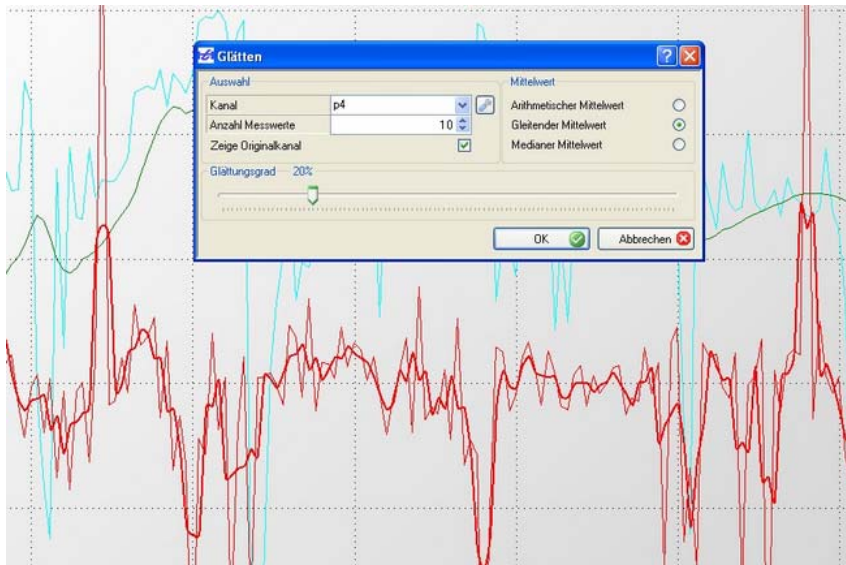 Glätten
Auswahl
Kanal p4
Anzahl Messwerte 10
Zeige Originalkanal
Mittelwert
Arithmetischer Mittelwert
Gleitender Mittelwert
Medianer Mittelwert
Glättungsgrad 20%
OK Abbrechen